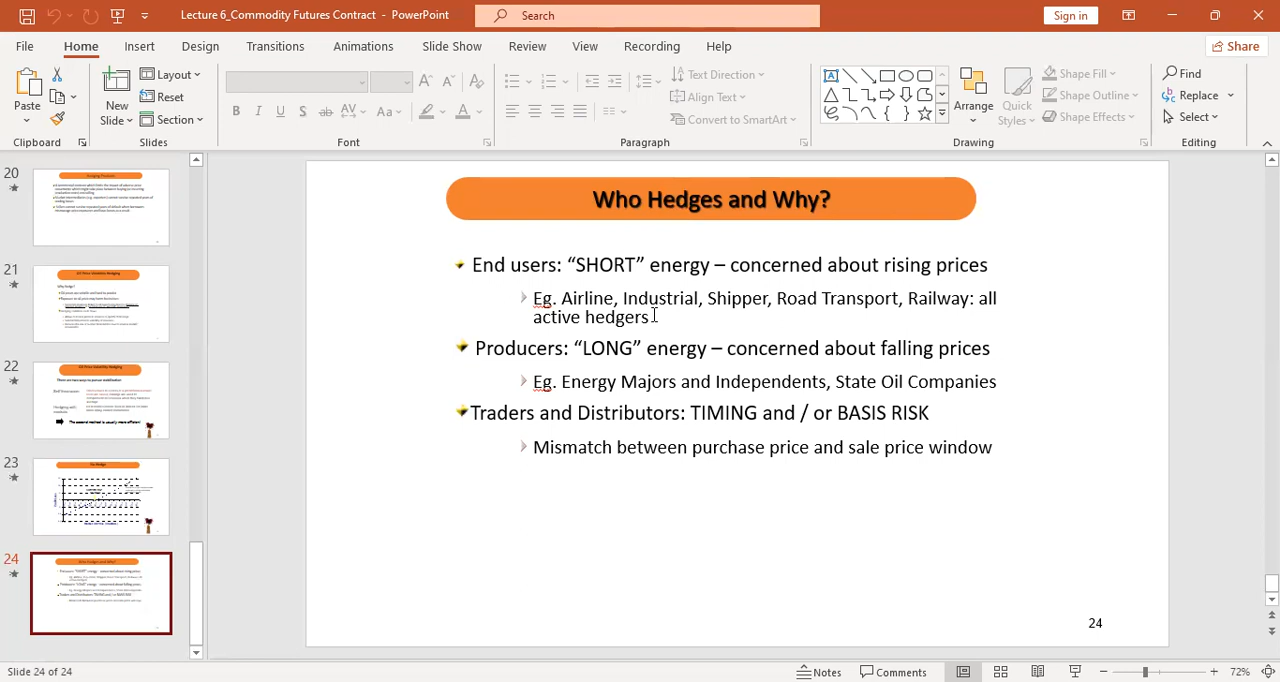 Lecture 6_Commodity Futures Contract - PowerPoint
Search
Sign in
File Home Insert Design Transitions Animations Slide Show Review View Recording Help
Share
Paste
New Slide
Layout
Reset
Section
Text Direction
Align Text
Convert to SmartArt
Arrange
Quick Styles
Shape Fill
Shape Outline
Shape Effects
Find
Replace
Select
Clipboard Slides Font Paragraph Drawing Editing
20
21
22
23
24
Who Hedges and Why?
End users: “SHORT” energy – concerned about rising prices
Eg. Airline, Industrial, Shipper, Road Transport, Railway: all
active hedgers
Producers: “LONG” energy – concerned about falling prices
Eg. Energy Majors and Independents, State Oil Companies
Traders and Distributors: TIMING and / or BASIS RISK
Mismatch between purchase price and sale price window
24
Slide 24 of 24
Notes
Comments
72%